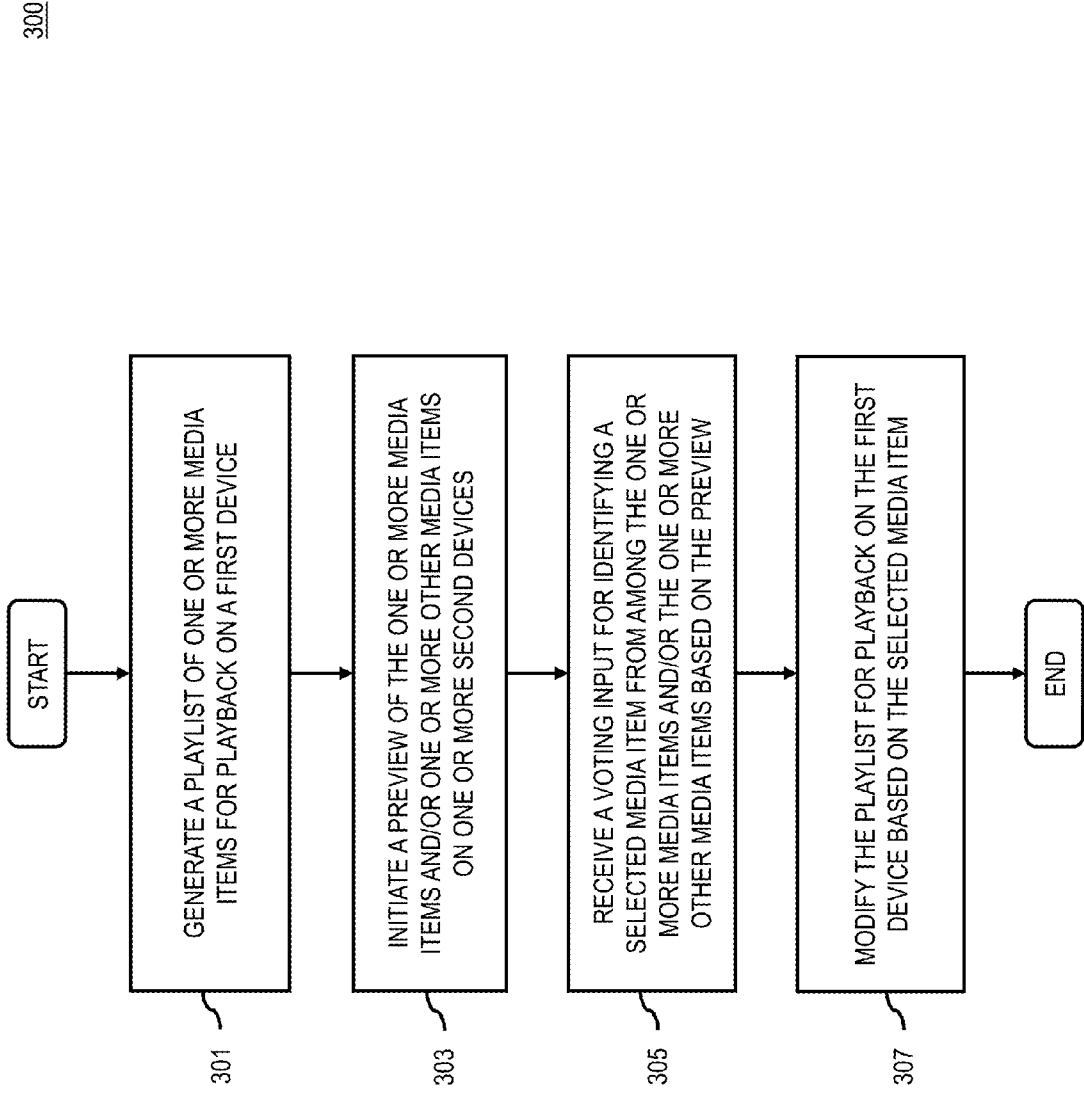 300
START
GENERATE A PLAYLIST OF ONE OR MORE MEDIA
ITEMS FOR PLAYBACK ON A FIRST DEVICE
301
INITIATE A PREVIEW OF THE ONE OR MORE MEDIA
ITEMS AND/OR ONE OR MORE OTHER MEDIA ITEMS
ON ONE OR MORE SECOND DEVICES
303
RECEIVE A VOTING INPUT FOR IDENTIFYING A
SELECTED MEDIA ITEM FROM AMONG THE ONE OR
MORE MEDIA ITEMS AND/OR THE ONE OR MORE
OTHER MEDIA ITEMS BASED ON THE PREVIEW
305
MODIFY THE PLAYLIST FOR PLAYBACK ON THE FIRST
DEVICE BASED ON THE SELECTED MEDIA ITEM
307
END